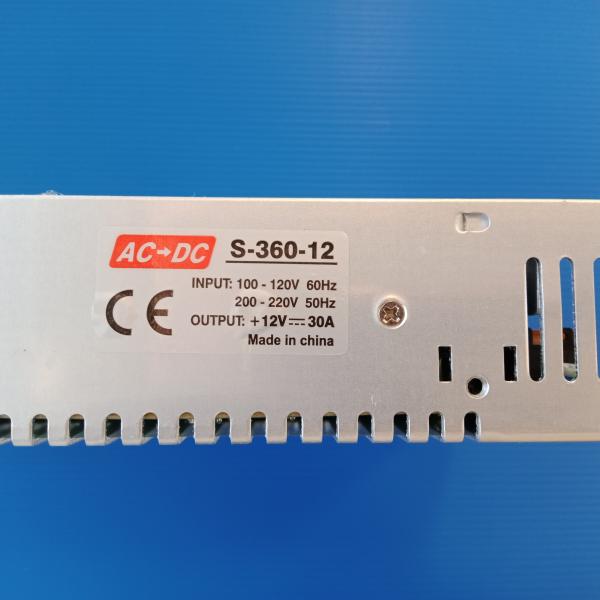 AC→DC S-360-12
INPUT: 100 - 120V 60Hz
200 - 220V 50Hz
OUTPUT: +12V⎓30A
Made in china
CE